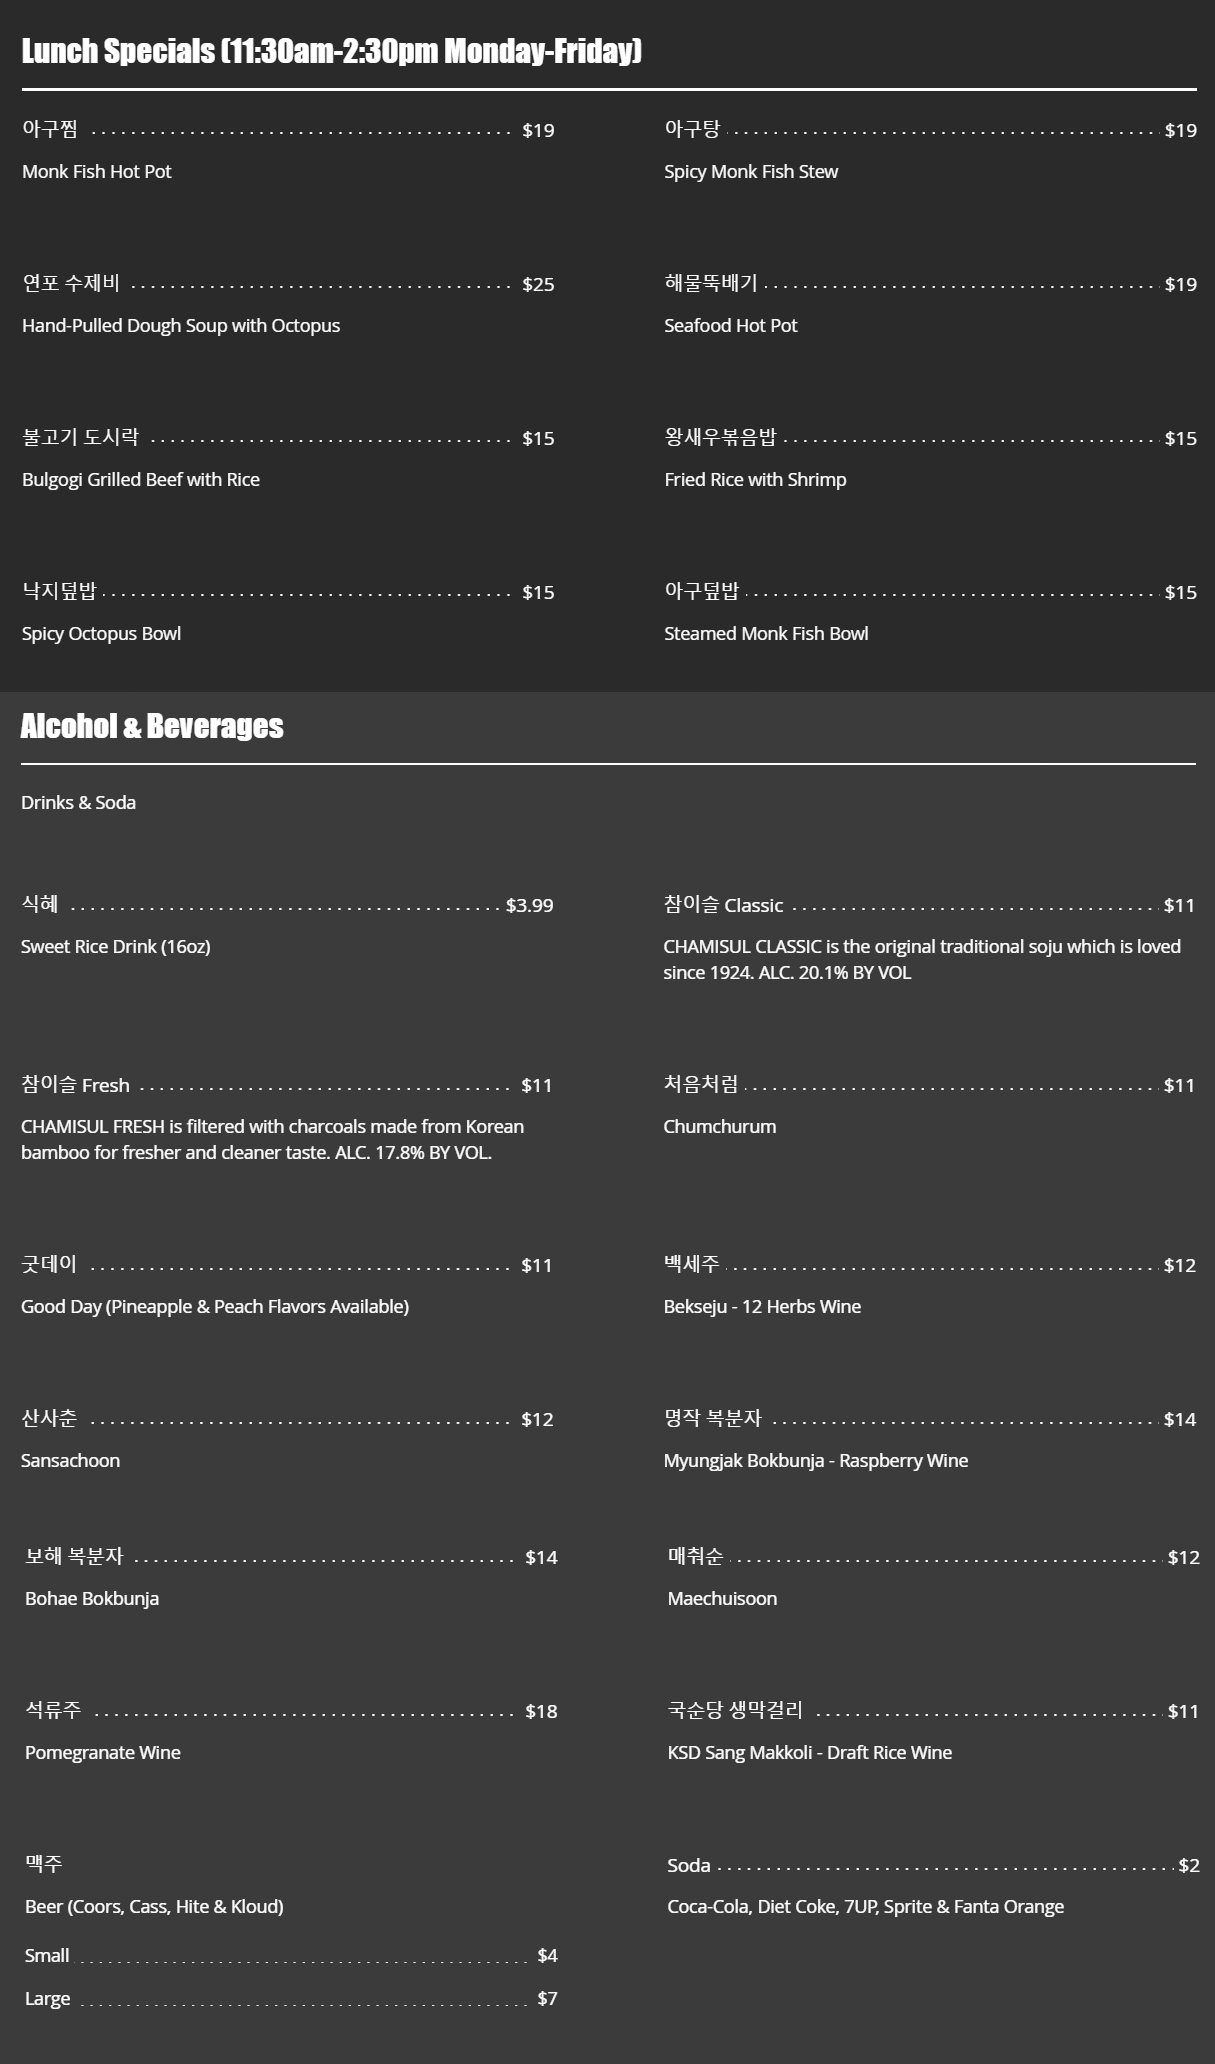 Lunch Specials (11:30am-2:30pm Monday-Friday)
아구찜 $19
Monk Fish Hot Pot
아구탕 $19
Spicy Monk Fish Stew
연포 수제비 $25
Hand-Pulled Dough Soup with Octopus
해물뚝배기 $19
Seafood Hot Pot
불고기 도시락 $15
Bulgogi Grilled Beef with Rice
왕새우볶음밥 $15
Fried Rice with Shrimp
낙지덮밥 $15
Spicy Octopus Bowl
아구덮밥 $15
Steamed Monk Fish Bowl
Alcohol & Beverages
Drinks & Soda
식혜 $3.99
Sweet Rice Drink (16oz)
참이슬 Classic $11
CHAMISUL CLASSIC is the original traditional soju which is loved
since 1924. ALC. 20.1% BY VOL
참이슬 Fresh $11
CHAMISUL FRESH is filtered with charcoals made from Korean
bamboo for fresher and cleaner taste. ALC. 17.8% BY VOL.
처음처럼 $11
Chumchurum
굿데이 $11
Good Day (Pineapple & Peach Flavors Available)
백세주 $12
Bekseju - 12 Herbs Wine
산사춘 $12
Sansachoon
명작 복분자 $14
Myungjak Bokbunja - Raspberry Wine
보해 복분자 $14
Bohae Bokbunja
매취순 $12
Maechuisoon
석류주 $18
Pomegranate Wine
국순당 생막걸리 $11
KSD Sang Makkoli - Draft Rice Wine
맥주
Beer (Coors, Cass, Hite & Kloud)
Small $4
Large $7
Soda $2
Coca-Cola, Diet Coke, 7UP, Sprite & Fanta Orange